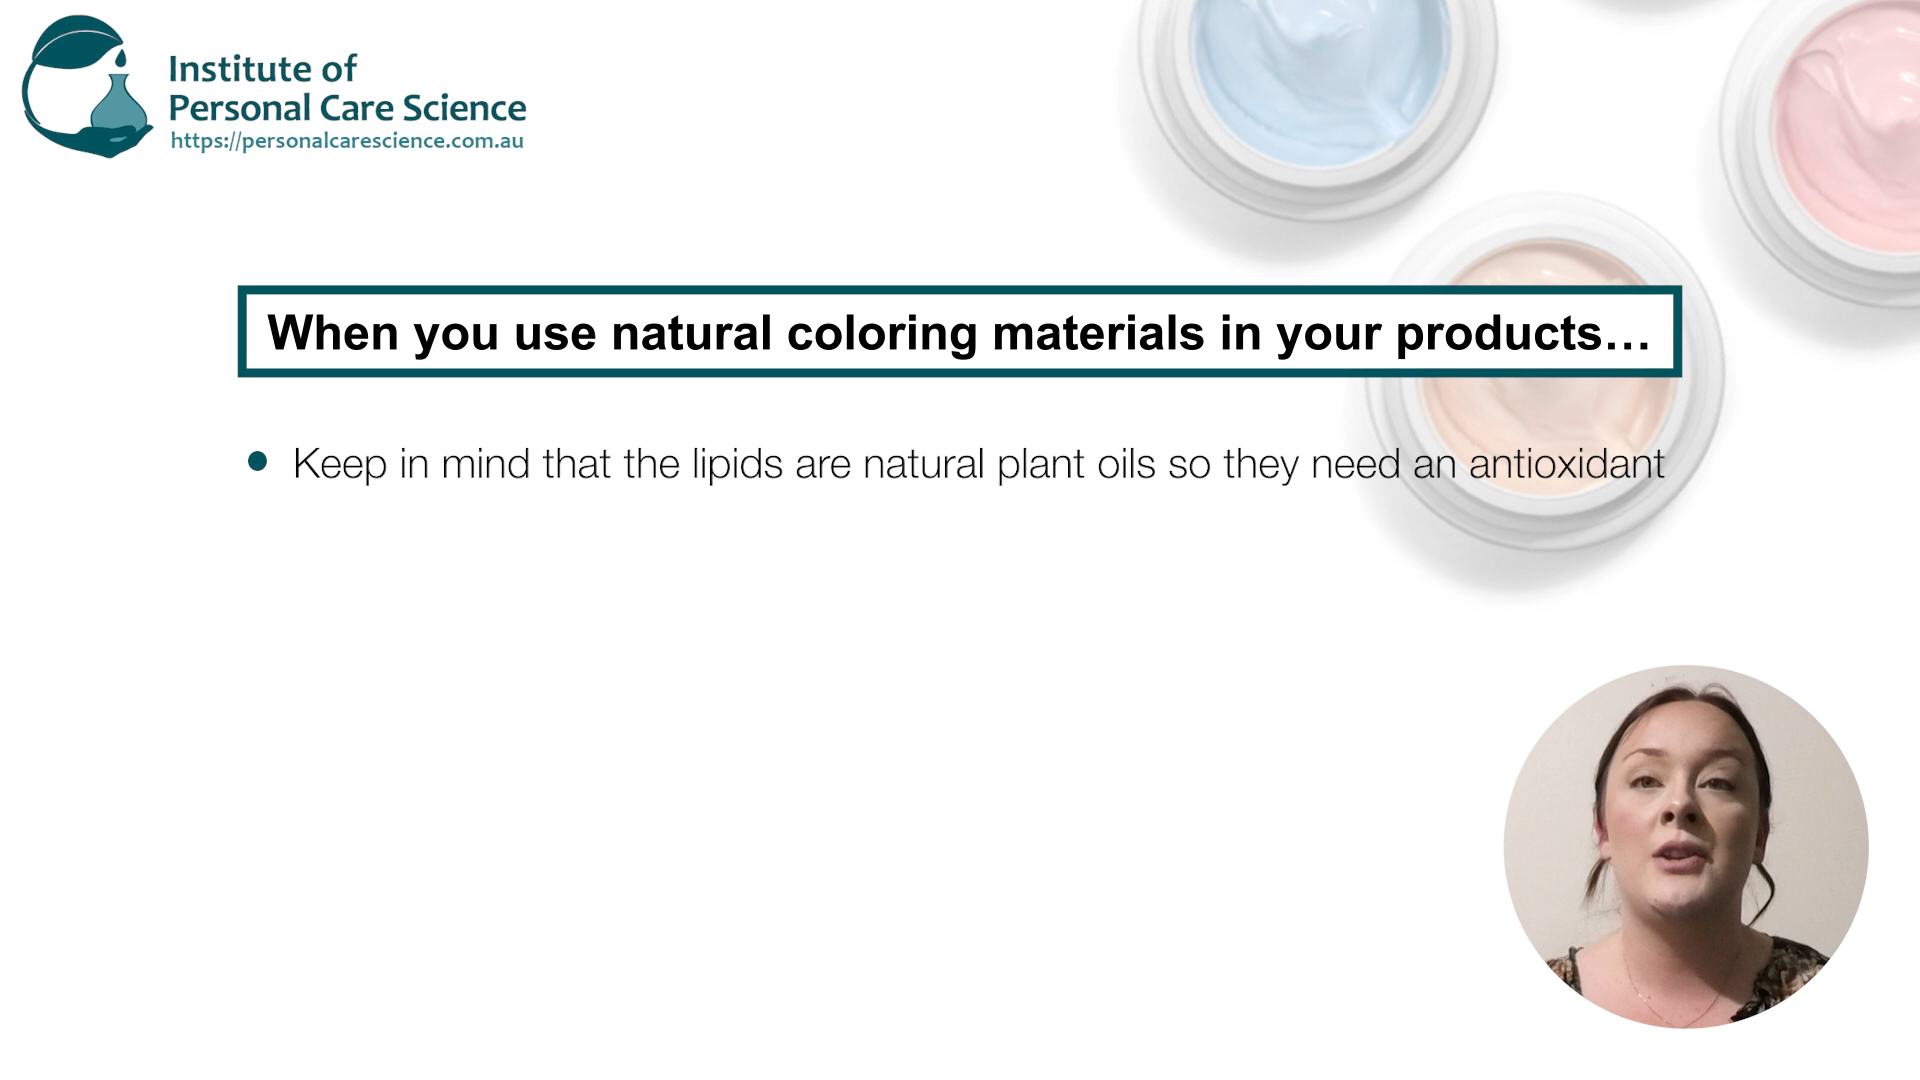 Institute of
Personal Care Science
https://personalcarescience.com.au
When you use natural coloring materials in your products…
● Keep in mind that the lipids are natural plant oils so they need an antioxidant